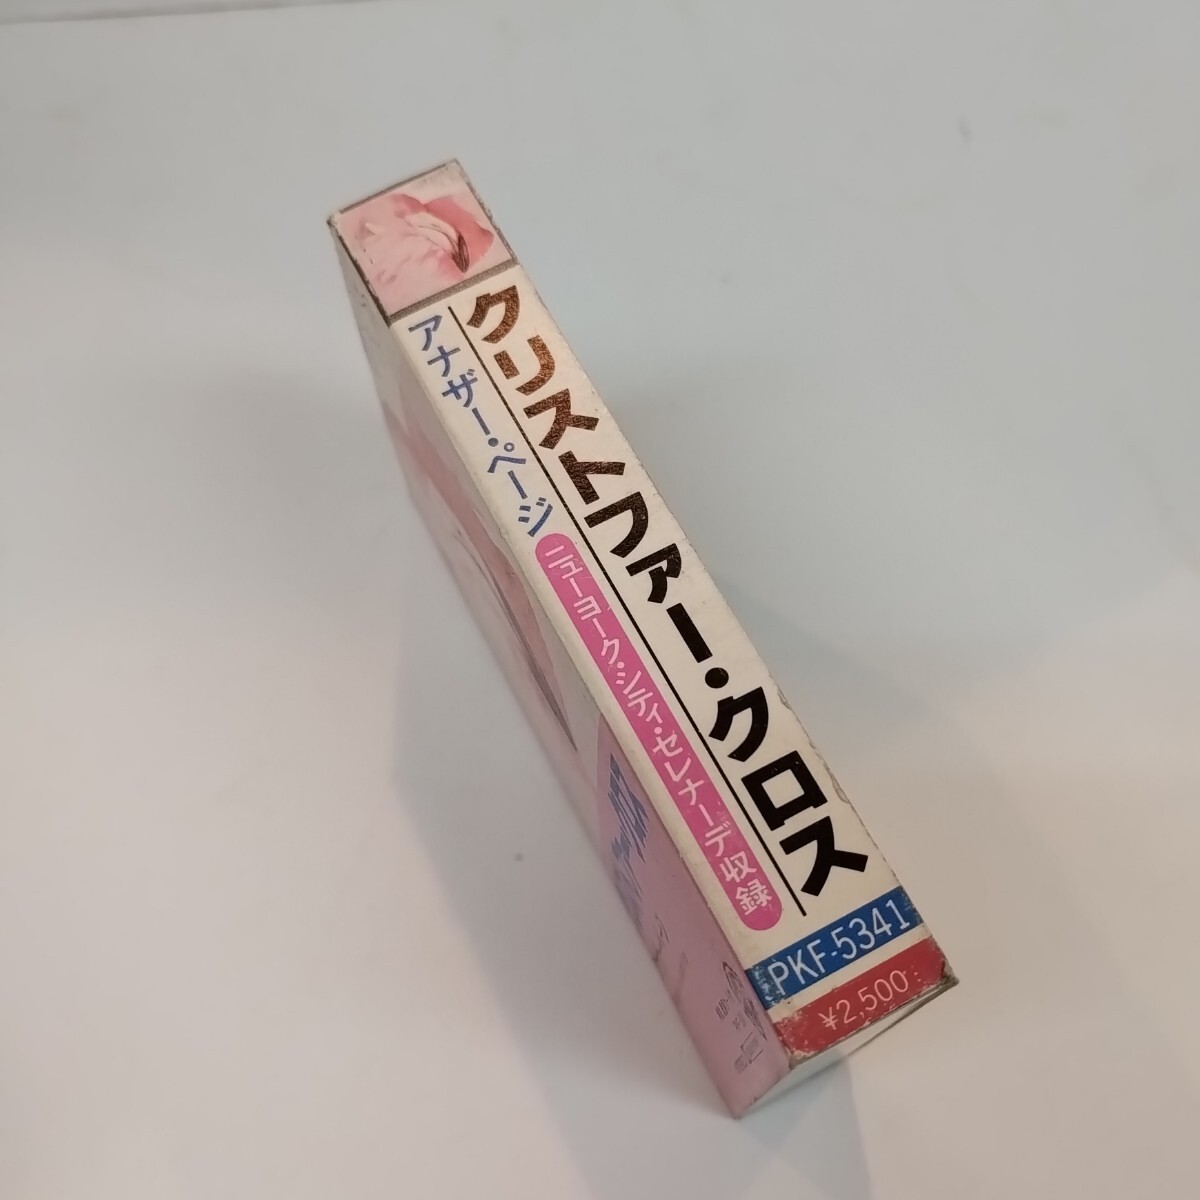 クリストファー・クロス
アナザー・ページ
ニューヨーク・シティ・セレナーデ収録
PKF-5341
¥2,500